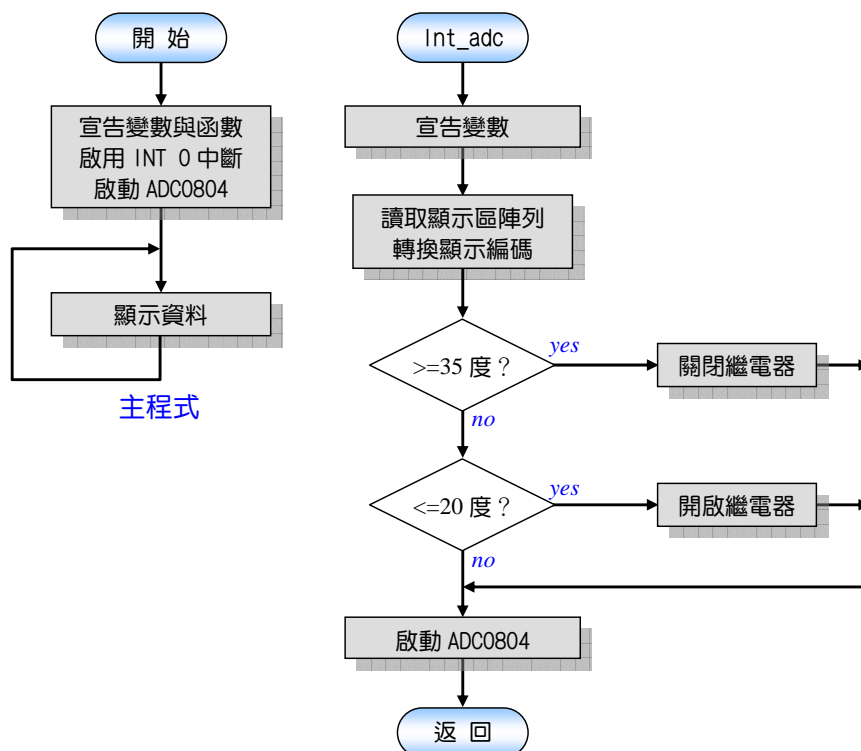 開 始
宣告變數與函數
啟用 INT 0 中斷
啟動 ADC0804
顯示資料
主程式
Int_adc
宣告變數
讀取顯示區陣列
轉換顯示編碼
>=35 度？
yes
關閉繼電器
no
<=20 度？
yes
開啟繼電器
no
啟動 ADC0804
返 回